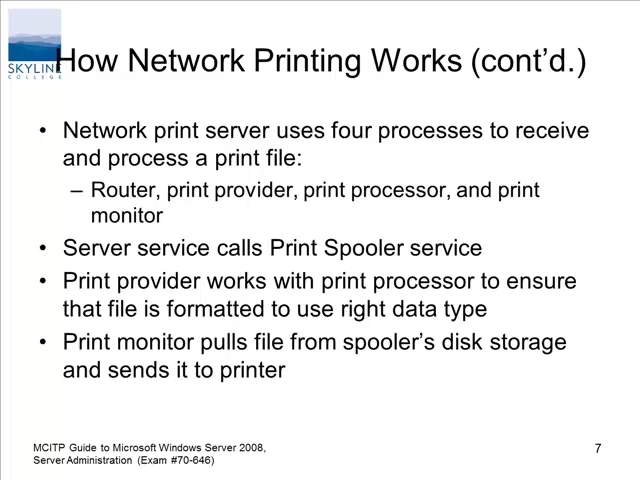 SKYLINE
COLLEGE
How Network Printing Works (cont’d.)
• Network print server uses four processes to receive
and process a print file:
– Router, print provider, print processor, and print
monitor
• Server service calls Print Spooler service
• Print provider works with print processor to ensure
that file is formatted to use right data type
• Print monitor pulls file from spooler’s disk storage
and sends it to printer
MCITP Guide to Microsoft Windows Server 2008,
Server Administration (Exam #70-646)
7